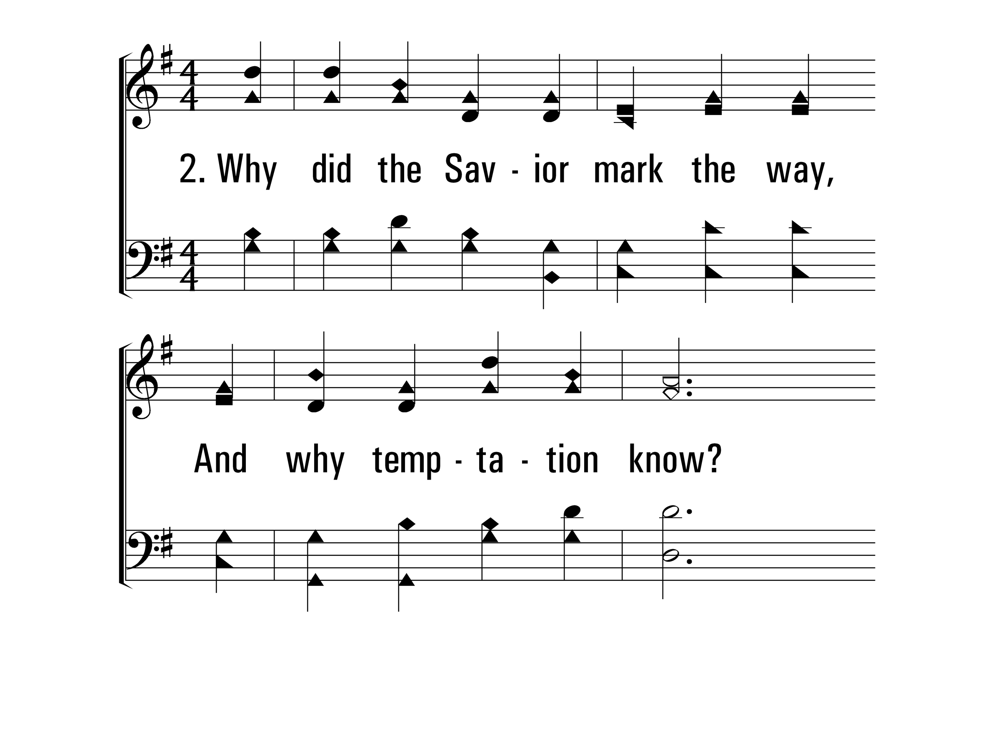 2. Why did the Sav - ior mark the way,
And why temp - ta - tion know?